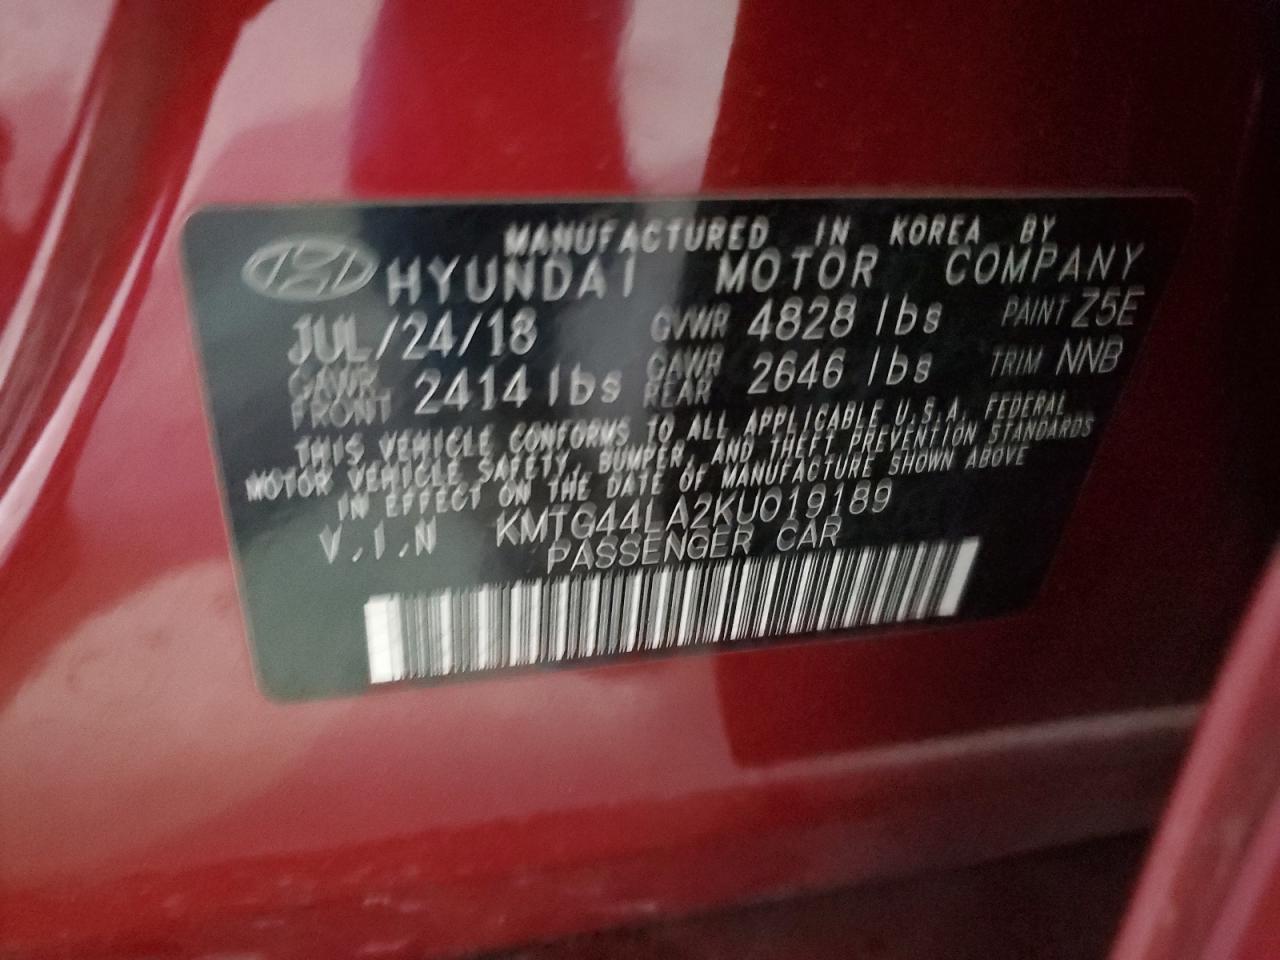 MANUFACTURED IN KOREA BY
HYUNDAI MOTOR COMPANY
JUL/24/18 GVWR 4828 lbs PAINT Z5E
GAWR FRONT 2414 lbs GAWR REAR 2646 lbs TRIM NNB
THIS VEHICLE CONFORMS TO ALL APPLICABLE U.S.A. FEDERAL
MOTOR VEHICLE SAFETY, BUMPER, AND THEFT PREVENTION STANDARDS
IN EFFECT ON THE DATE OF MANUFACTURE SHOWN ABOVE
V.I.N KMTG44LA2KU019189
PASSENGER CAR